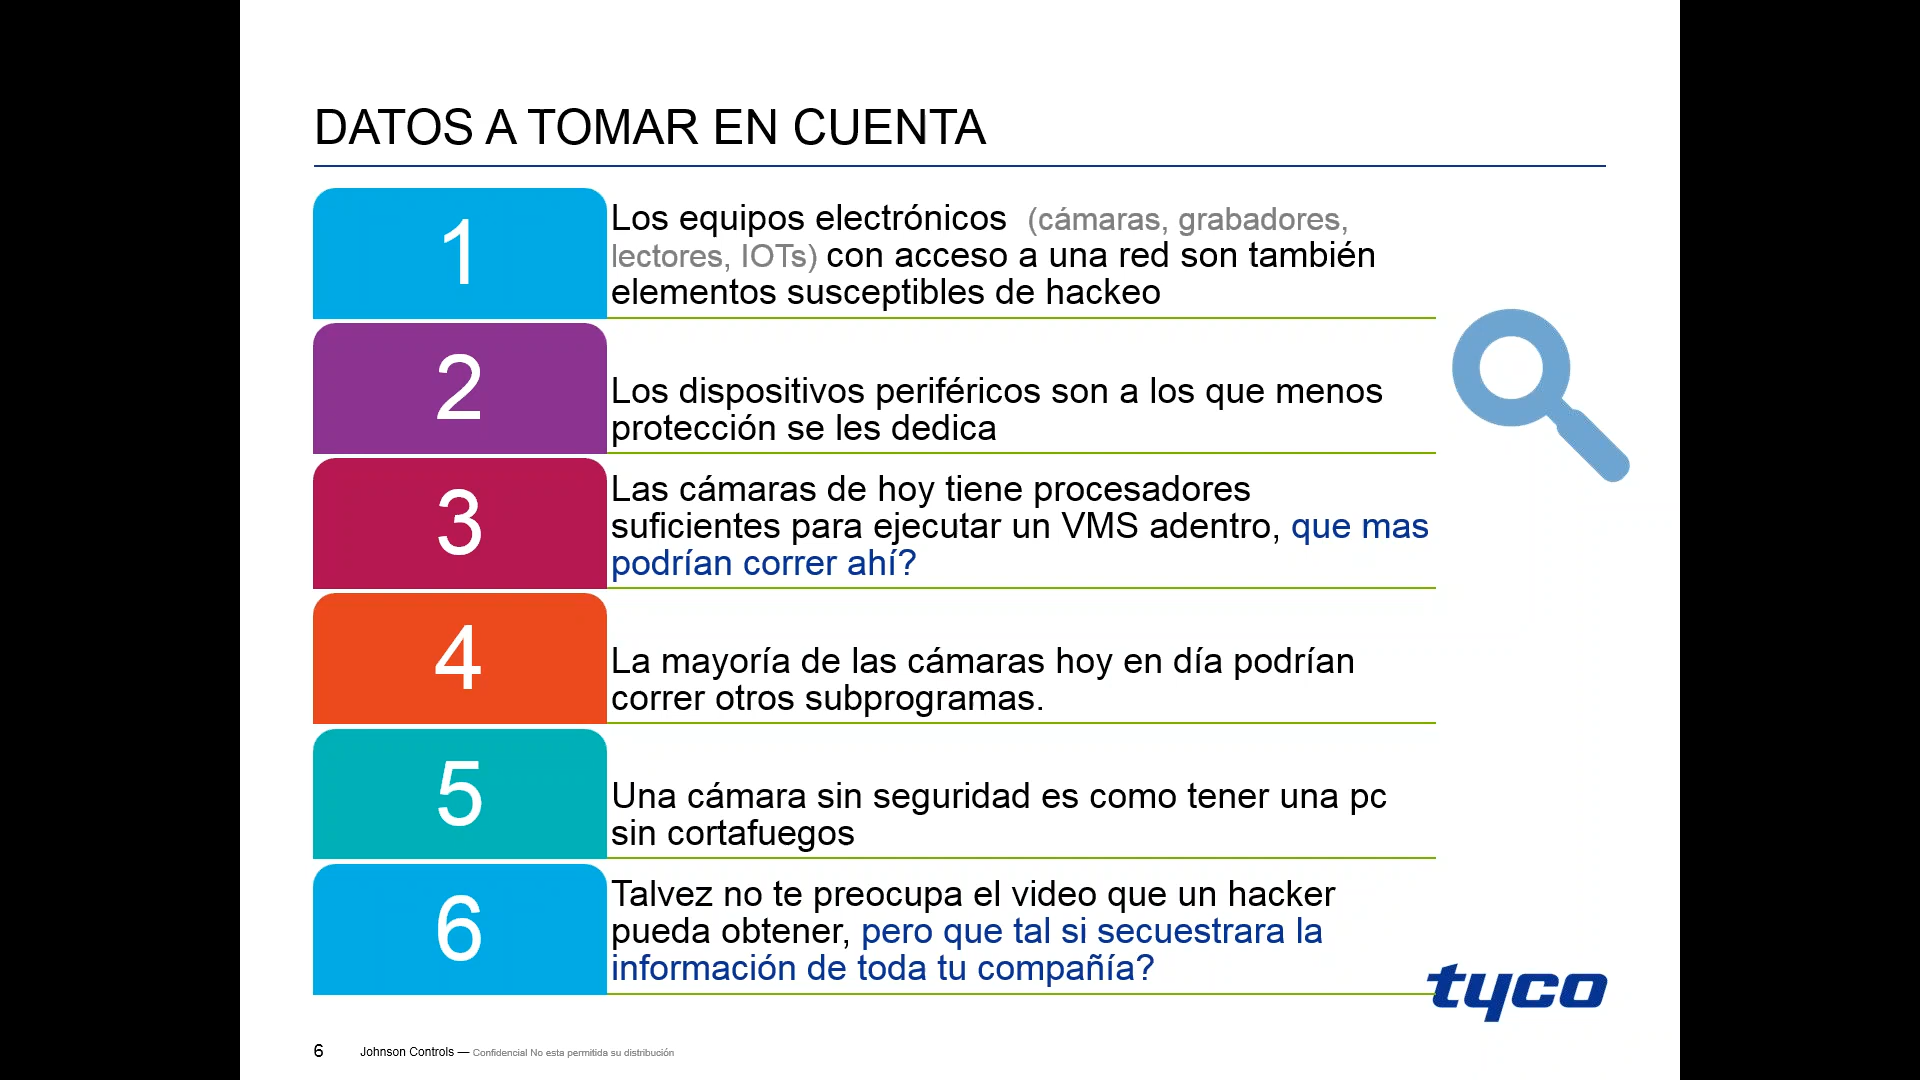 DATOS A TOMAR EN CUENTA
1
Los equipos electrónicos (cámaras, grabadores,
lectores, IOTs) con acceso a una red son también
elementos susceptibles de hackeo
2
Los dispositivos periféricos son a los que menos
protección se les dedica
3
Las cámaras de hoy tiene procesadores
suficientes para ejecutar un VMS adentro, que mas
podrían correr ahí?
4
La mayoría de las cámaras hoy en día podrían
correr otros subprogramas.
5
Una cámara sin seguridad es como tener una pc
sin cortafuegos
6
Talvez no te preocupa el video que un hacker
pueda obtener, pero que tal si secuestrara la
información de toda tu compañía?
tyco
6 Johnson Controls — Confidencial No esta permitida su distribución